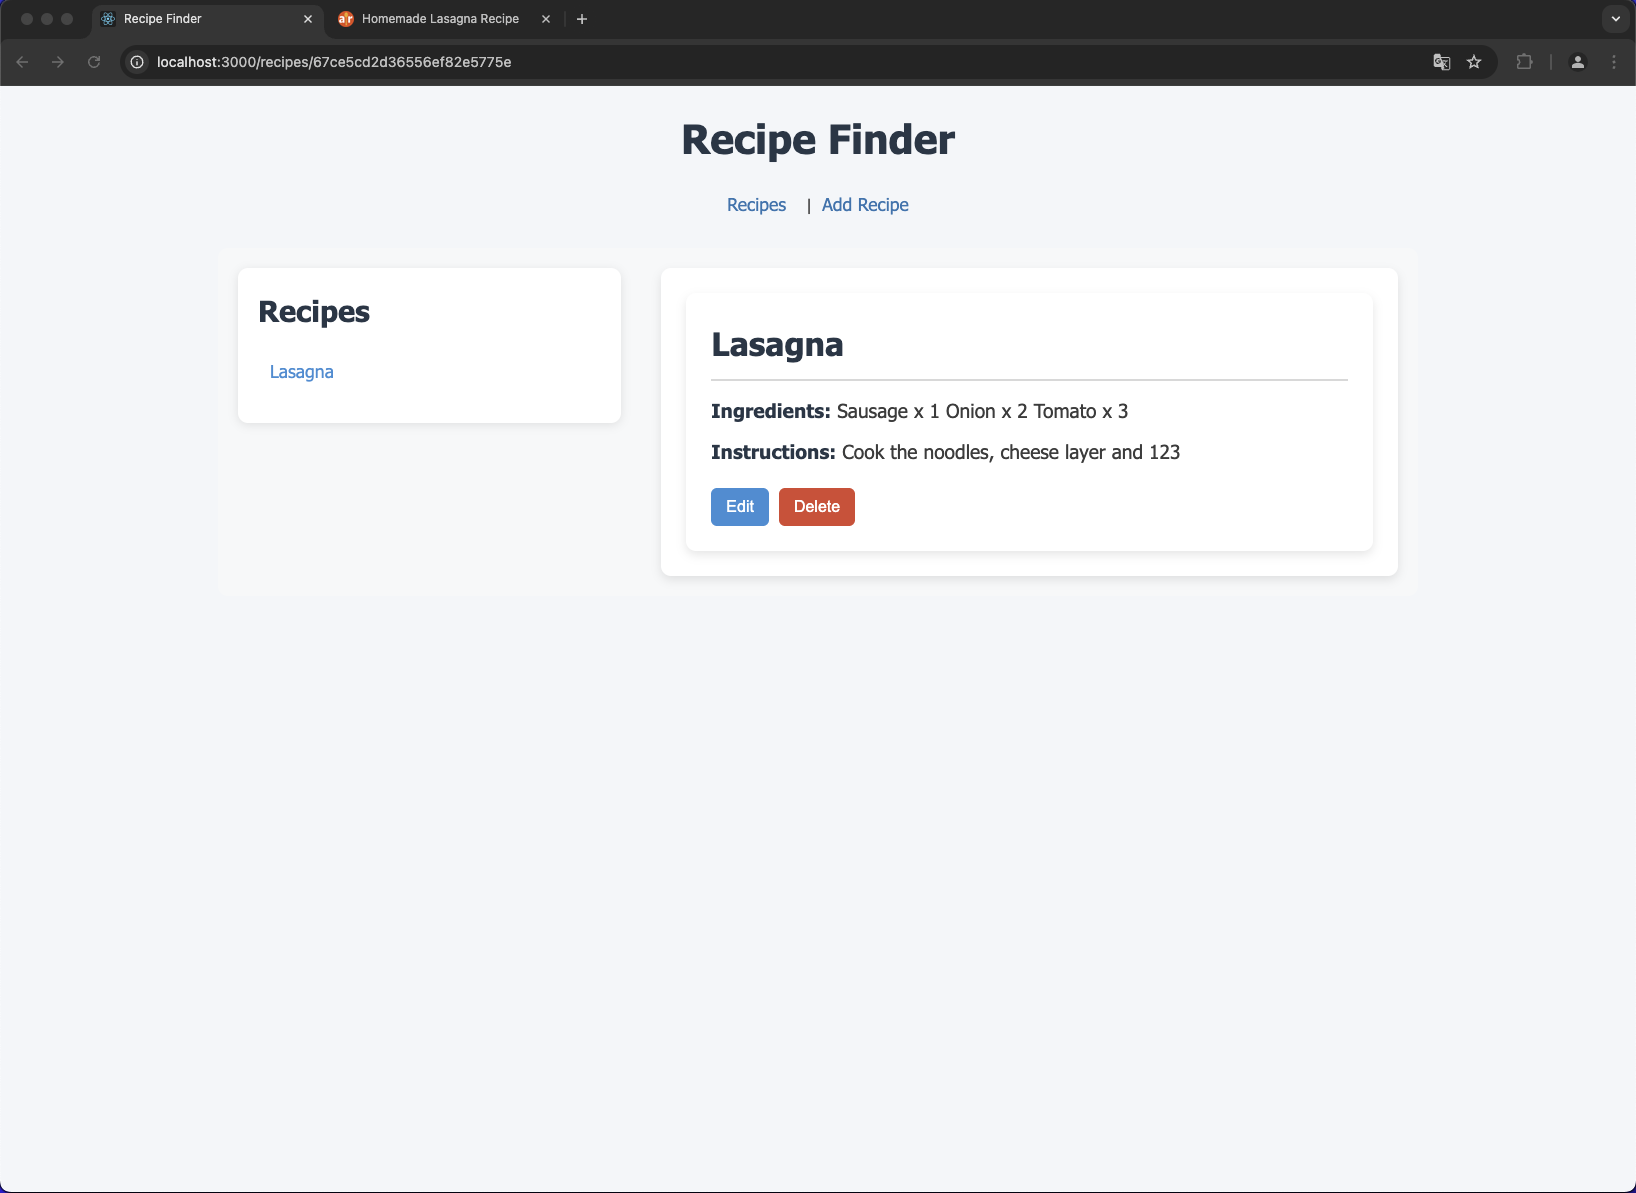 Recipe Finder
Homemade Lasagna Recipe
localhost:3000/recipes/67ce5cd2d36556ef82e5775e
Recipe Finder
Recipes | Add Recipe
Recipes
Lasagna
Lasagna
Ingredients: Sausage x 1 Onion x 2 Tomato x 3
Instructions: Cook the noodles, cheese layer and 123
Edit
Delete